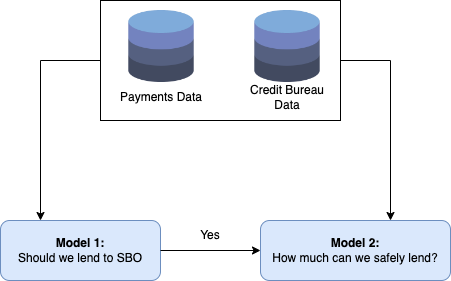 Payments Data
Credit Bureau
Data
Yes
Model 1:
Should we lend to SBO
Model 2:
How much can we safely lend?